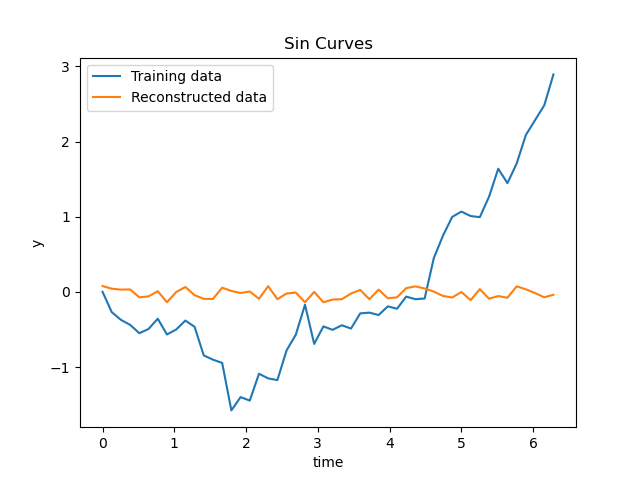 Sin Curves
Training data
Reconstructed data
3
2
1
0
−1
y
0 1 2 3 4 5 6
time